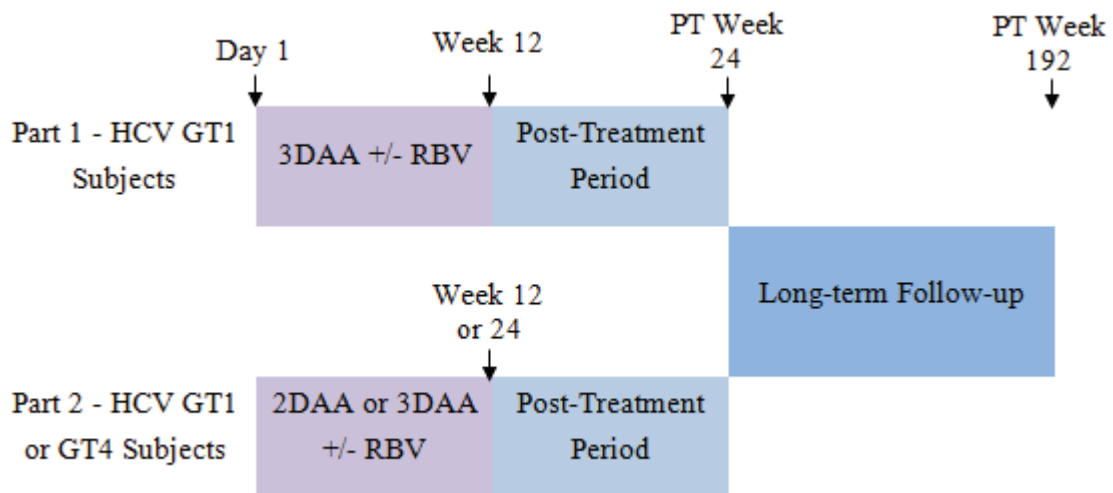 Day 1
Week 12
PT Week
24
PT Week
192
Part 1 - HCV GT1
Subjects
3DAA +/- RBV
Post-Treatment
Period
Long-term Follow-up
Week 12
or 24
Part 2 - HCV GT1
or GT4 Subjects
2DAA or 3DAA
+/- RBV
Post-Treatment
Period